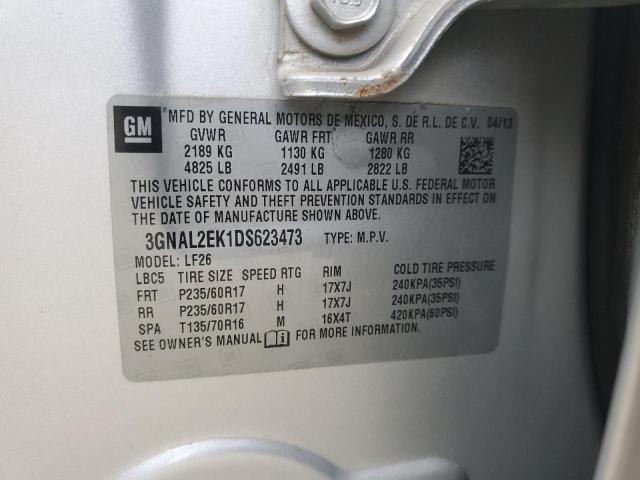 GM
*MFD BY GENERAL MOTORS DE MEXICO, S. DE R.L. DE C.V. 04/13
GVWR GAWR FRT GAWR RR
2189 KG 1130 KG 1280 KG
4825 LB 2491 LB 2822 LB
THIS VEHICLE CONFORMS TO ALL APPLICABLE U.S. FEDERAL MOTOR
VEHICLE SAFETY AND THEFT PREVENTION STANDARDS IN EFFECT ON
THE DATE OF MANUFACTURE SHOWN ABOVE.
3GNAL2EK1DS623473 TYPE: M.P.V.
MODEL: LF26
LBC5 TIRE SIZE SPEED RTG RIM COLD TIRE PRESSURE
FRT P235/60R17 H 17X7J 240KPA(35PSI)
RR P235/60R17 H 17X7J 240KPA(35PSI)
SPA T135/70R16 M 16X4T 420KPA(60PSI)
SEE OWNER'S MANUAL FOR MORE INFORMATION.